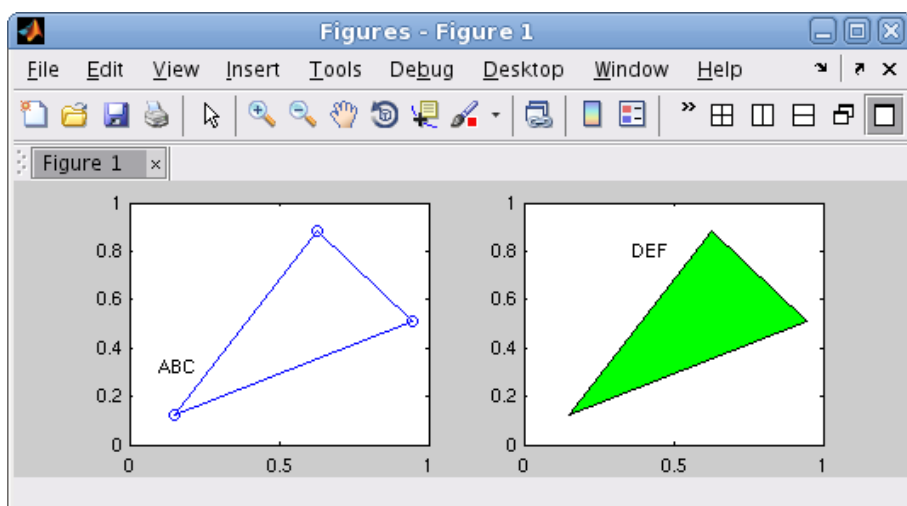 Figures - Figure 1
File Edit View Insert Tools Debug Desktop Window Help
Figure 1
1
0.8
0.6
0.4
0.2
0
0 0.5 1
ABC
1
0.8
0.6
0.4
0.2
0
0 0.5 1
DEF